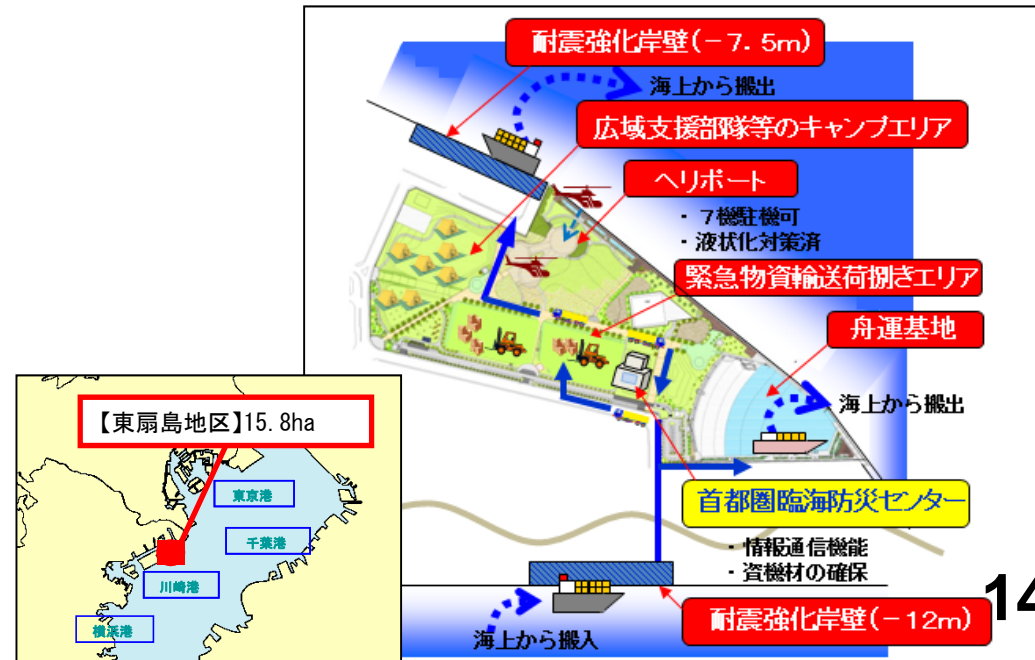 耐震強化岸壁(-7.5m)
海上から搬出
広域支援部隊等のキャンプエリア
ヘリポート
・7機駐機可
・液状化対策済
緊急物資輸送荷捌きエリア
舟運基地
海上から搬出
首都圏臨海防災センター
・情報通信機能
・資機材の確保
耐震強化岸壁(-12m)
海上から搬入
14
【東扇島地区】15.8ha
東京港
千葉港
川崎港
横浜港